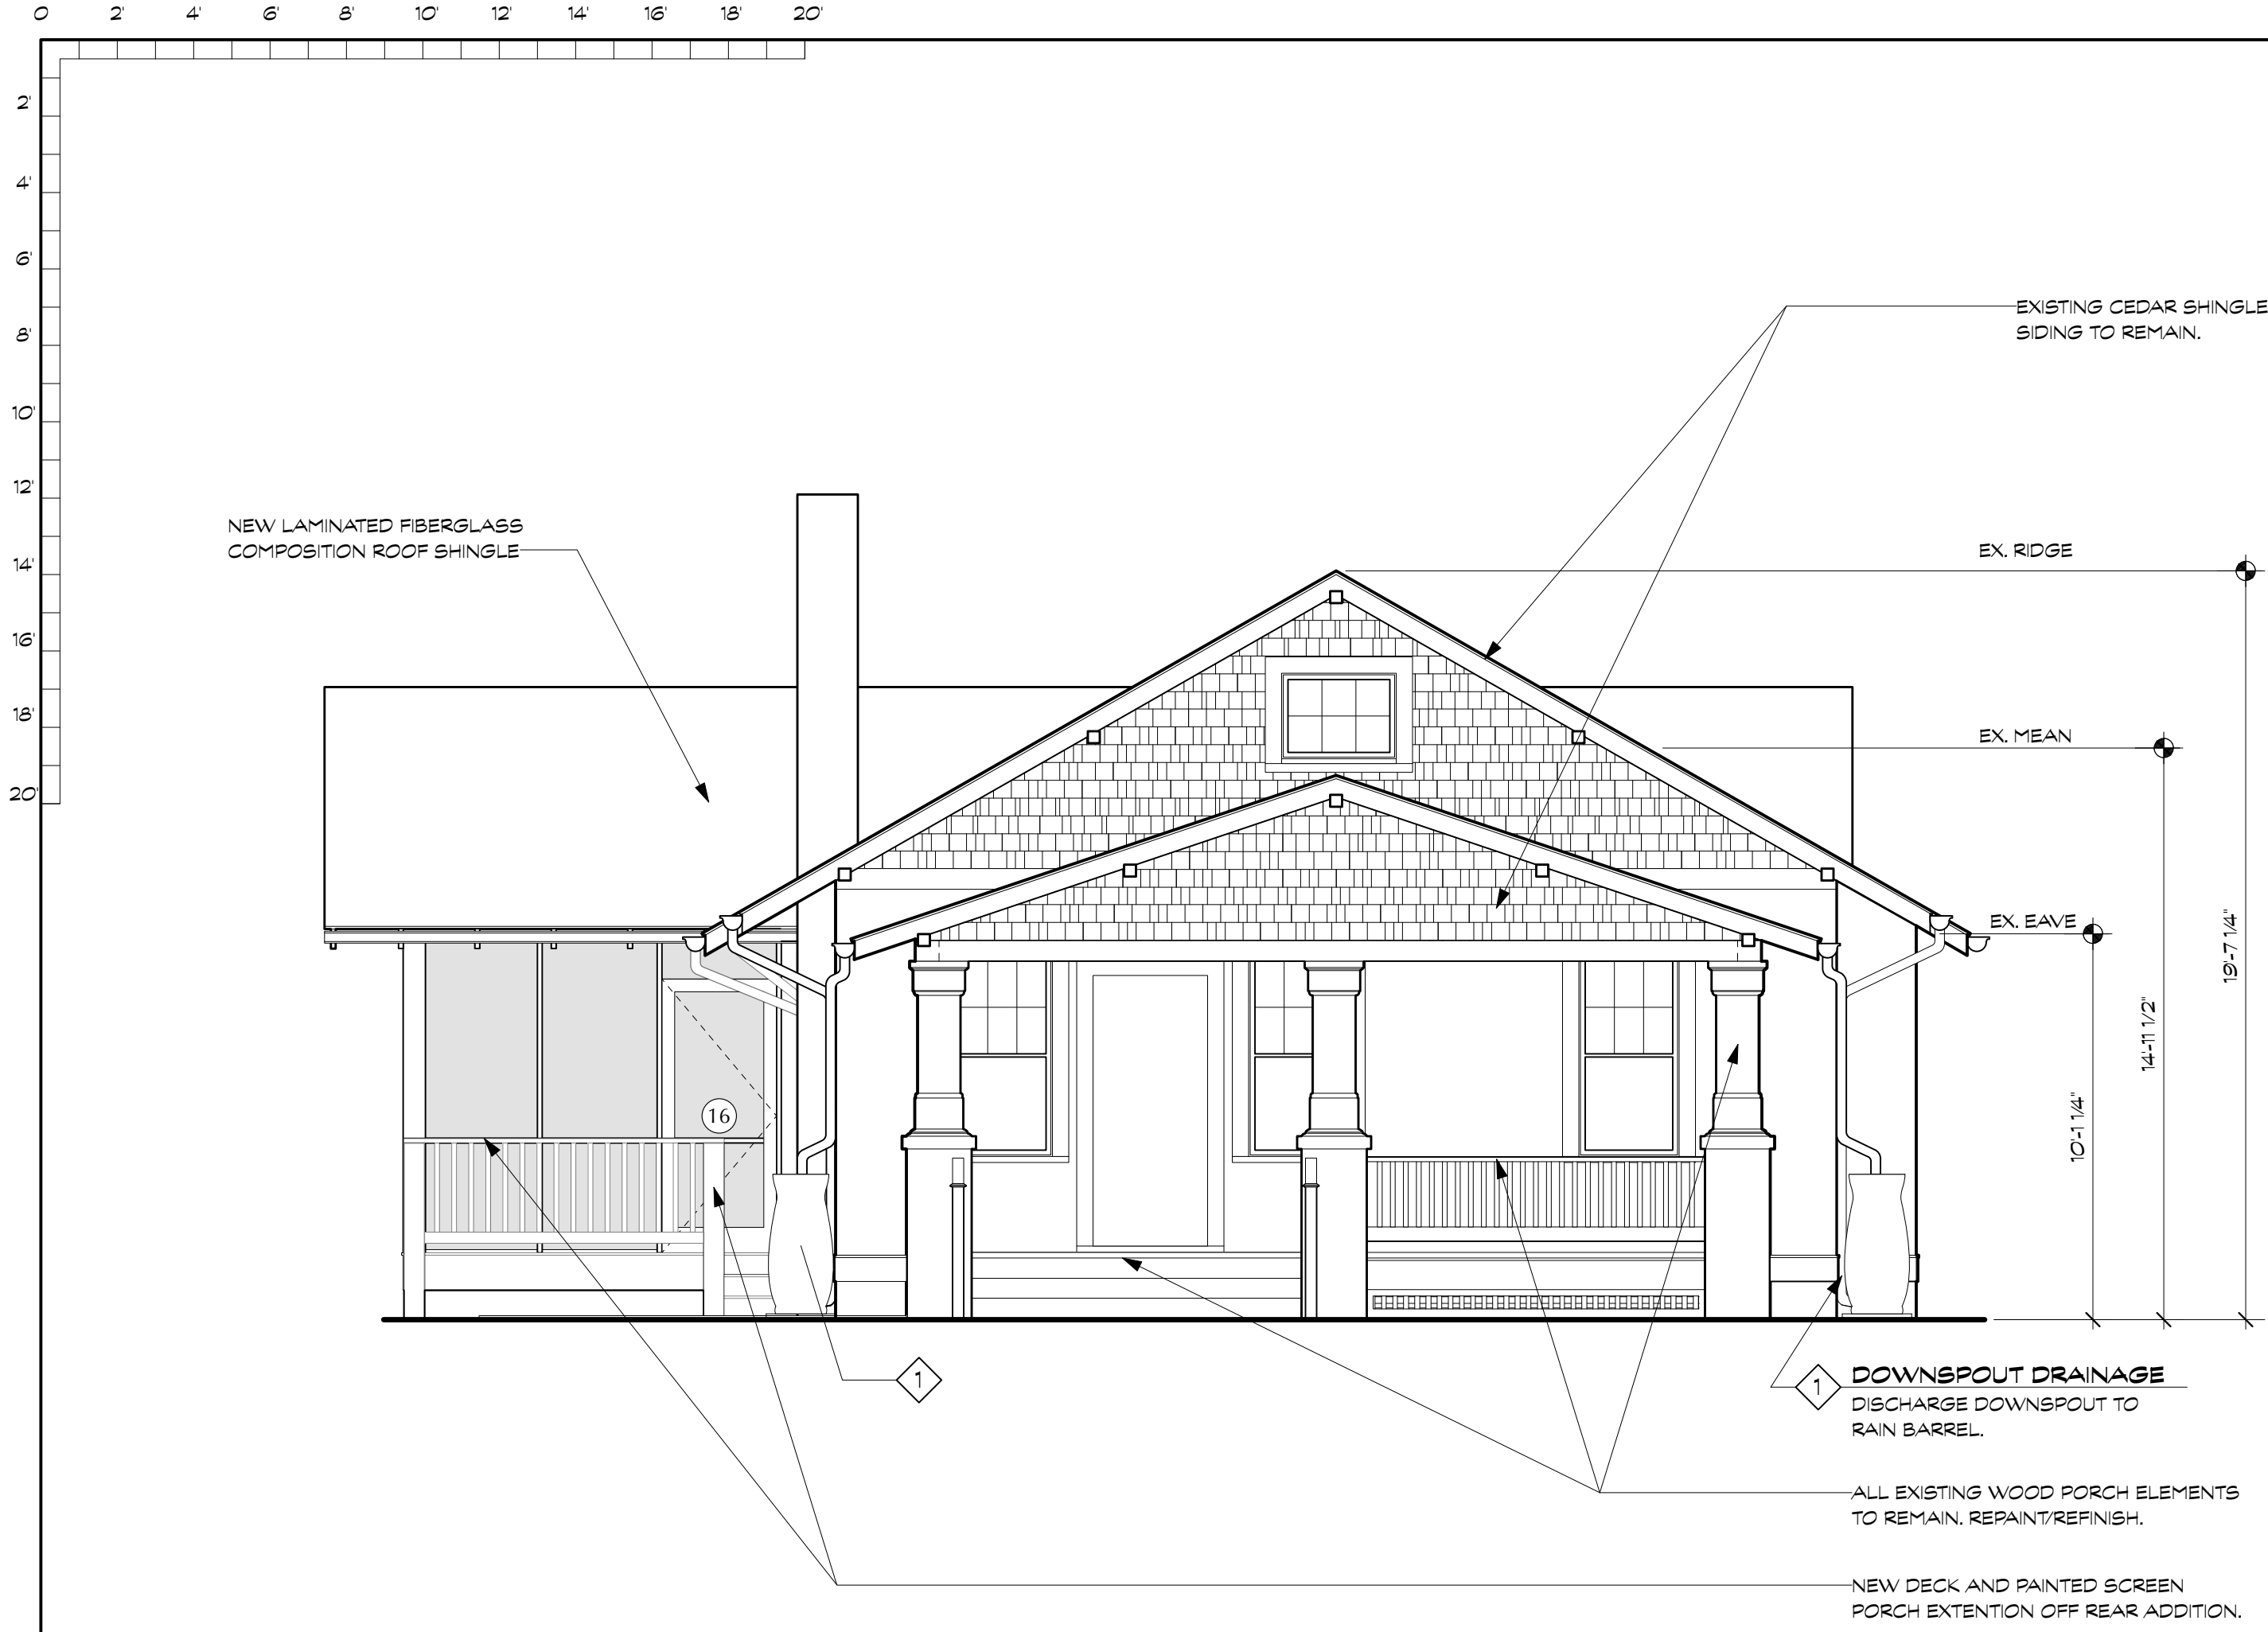 0 2' 4' 6' 8' 10' 12' 14' 16' 18' 20'
2'
4'
6'
8'
10'
12'
14'
16'
18'
20'
EXISTING CEDAR SHINGLE
SIDING TO REMAIN.
NEW LAMINATED FIBERGLASS
COMPOSITION ROOF SHINGLE
EX. RIDGE
EX. MEAN
EX. EAVE
19'-7 1/4"
14'-11 1/2"
10'-1 1/4"
16
1
1
DOWNSPOUT DRAINAGE
DISCHARGE DOWNSPOUT TO
RAIN BARREL.
ALL EXISTING WOOD PORCH ELEMENTS
TO REMAIN. REPAINT/REFINISH.
NEW DECK AND PAINTED SCREEN
PORCH EXTENTION OFF REAR ADDITION.